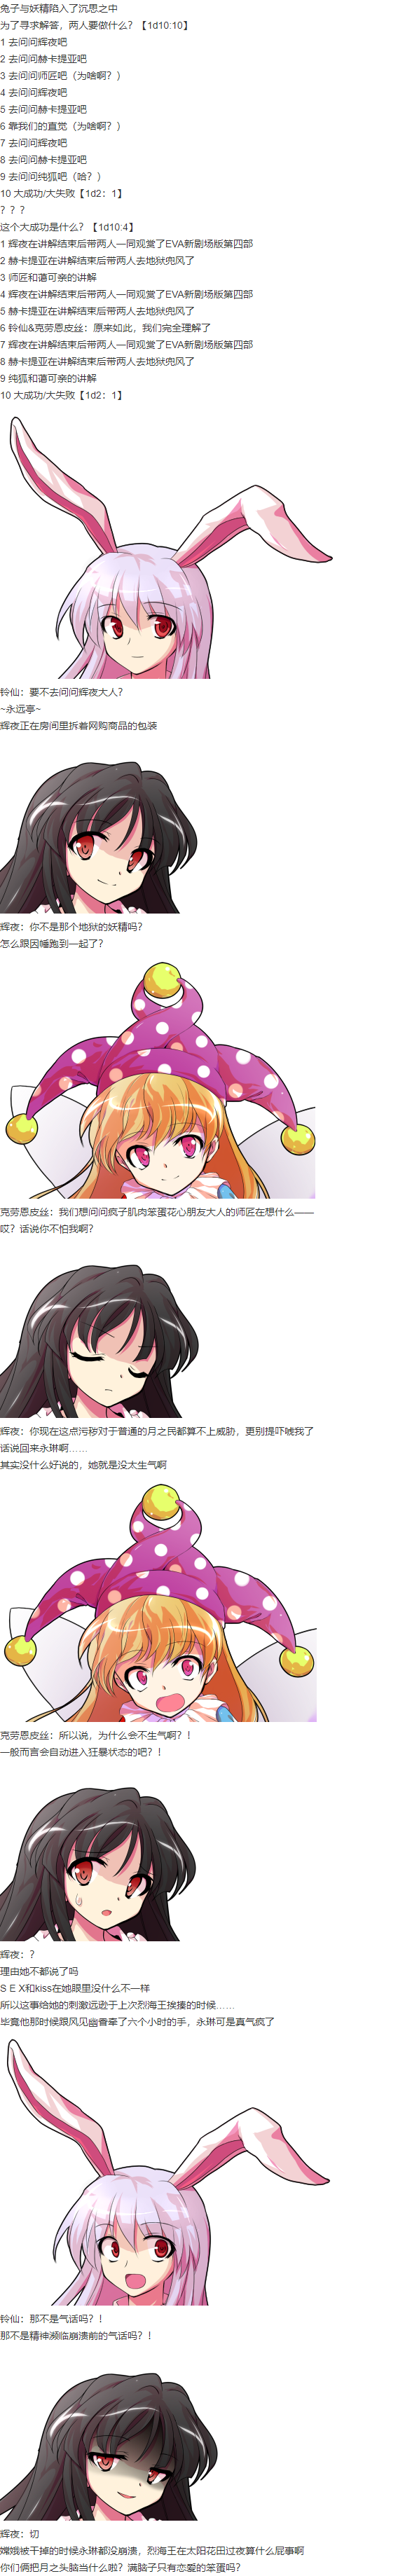 兔子与妖精陷入了沉思之中
为了寻求解答，两人要做什么？【1d10:10】
1 去问问辉夜吧
2 去问问赫卡提亚吧
3 去问问师匠吧（为啥啊？）
4 去问问辉夜吧
5 去问问赫卡提亚吧
6 靠我们的直觉（为啥啊？）
7 去问问辉夜吧
8 去问问赫卡提亚吧
9 去问问纯狐吧（哈？）
10 大成功/大失败【1d2：1】
？？？
这个大成功是什么？【1d10:4】
1 辉夜在讲解结束后带两人一同观赏了EVA新剧场版第四部
2 赫卡提亚在讲解结束后带两人去地狱兜风了
3 师匠和蔼可亲的讲解
4 辉夜在讲解结束后带两人一同观赏了EVA新剧场版第四部
5 赫卡提亚在讲解结束后带两人去地狱兜风了
6 铃仙&克劳恩皮丝：原来如此，我们完全理解了
7 辉夜在讲解结束后带两人一同观赏了EVA新剧场版第四部
8 赫卡提亚在讲解结束后带两人去地狱兜风了
9 纯狐和蔼可亲的讲解
10 大成功/大失败【1d2：1】
铃仙：要不去问问辉夜大人？
~永远亭~
辉夜正在房间里拆着网购商品的包装
辉夜：你不是那个地狱的妖精吗？
怎么跟因幡跑到一起了？
克劳恩皮丝：我们想问问疯子肌肉笨蛋花心朋友大人的师匠在想什么——
哎？话说你不怕我啊？
辉夜：你现在这点污秽对于普通的月之民都算不上威胁，更别提吓唬我了
话说回来永琳啊……
其实没什么好说的，她就是没太生气啊
克劳恩皮丝：所以说，为什么会不生气啊？！
一般而言会自动进入狂暴状态的吧？！
辉夜：？
理由她不都说了吗
S E X和kiss在她眼里没什么不一样
所以这事给她的刺激远逊于上次烈海王挨揍的时候……
毕竟他那时候跟风见幽香牵了六个小时的手，永琳可是真气疯了
铃仙：那不是气话吗？！
那不是精神濒临崩溃前的气话吗？！
辉夜：切
嫦娥被干掉的时候永琳都没崩溃，烈海王在太阳花田过夜算什么屁事啊
你们俩把月之头脑当什么啦？满脑子只有恋爱的笨蛋吗？